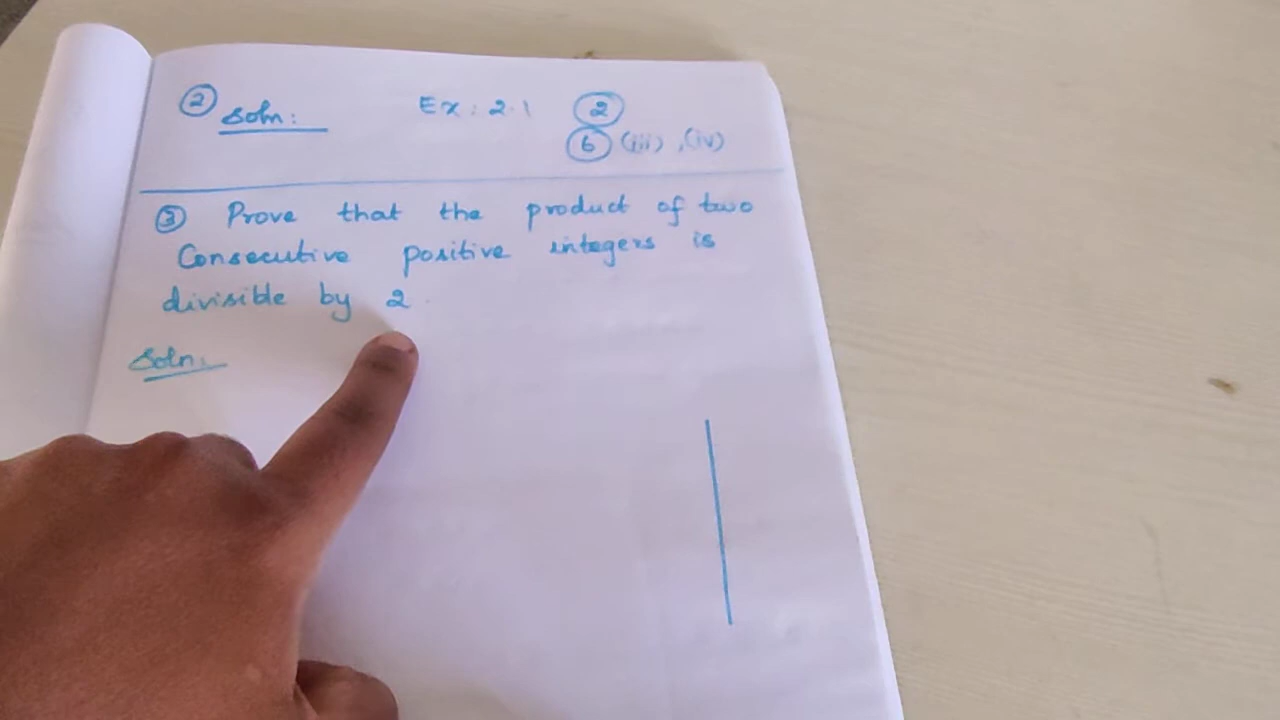 ② Soln:
Ex: 2.1 ②
⑥ (iii), (iv)
③ Prove that the product of two
Consecutive positive integers is
divisible by 2.
Soln: